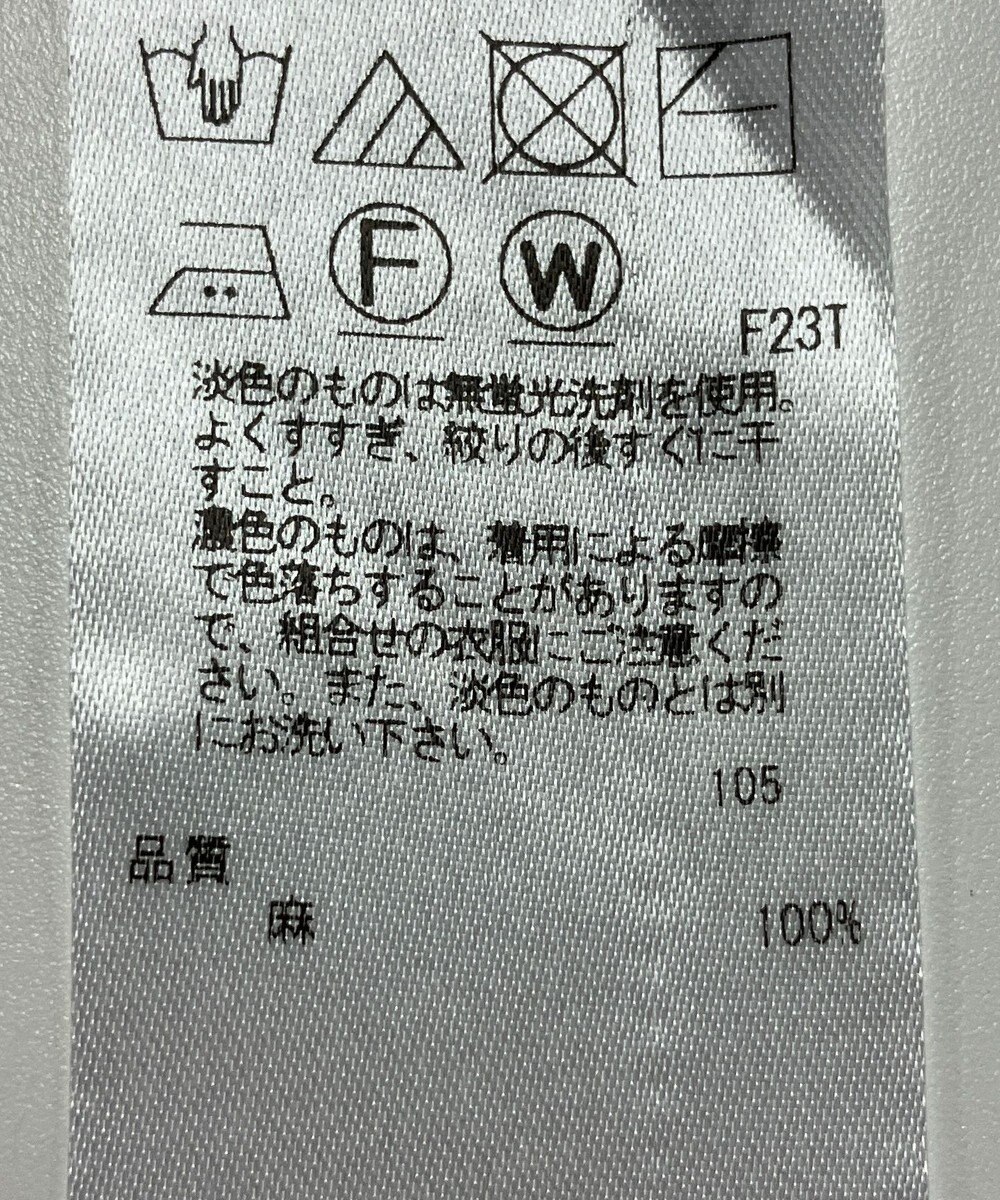 F W
F23T
淡色のものは無蛍光洗剤を使用。
よくすすぎ、絞りの後すぐに干
すこと。
濃色のものは、着用による摩擦
で色落ちすることがありますの
で、組合せの衣服にご注意くだ
さい。また、淡色のものとは別
にお洗い下さい。
105
品質
麻 100%